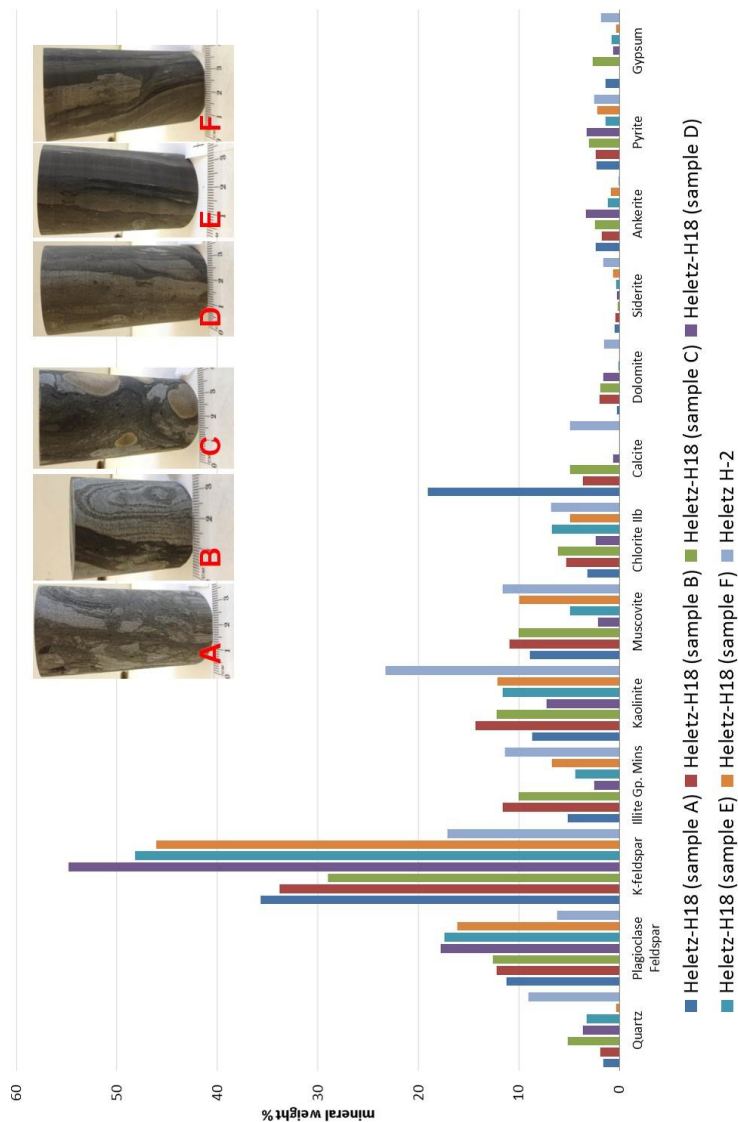 60
50
40
30
20
10
0
mineral weight %
A
B
C
D
E
F
Quartz
Plagioclase
Feldspar
K-feldspar
Illite Gp. Mins
Kaolinite
Muscovite
Chlorite IIb
Calcite
Dolomite
Siderite
Ankerite
Pyrite
Gypsum
Heletz-H18 (sample A) Heletz-H18 (sample B) Heletz-H18 (sample C) Heletz-H18 (sample D)
Heletz-H18 (sample E) Heletz-H18 (sample F) Heletz H-2